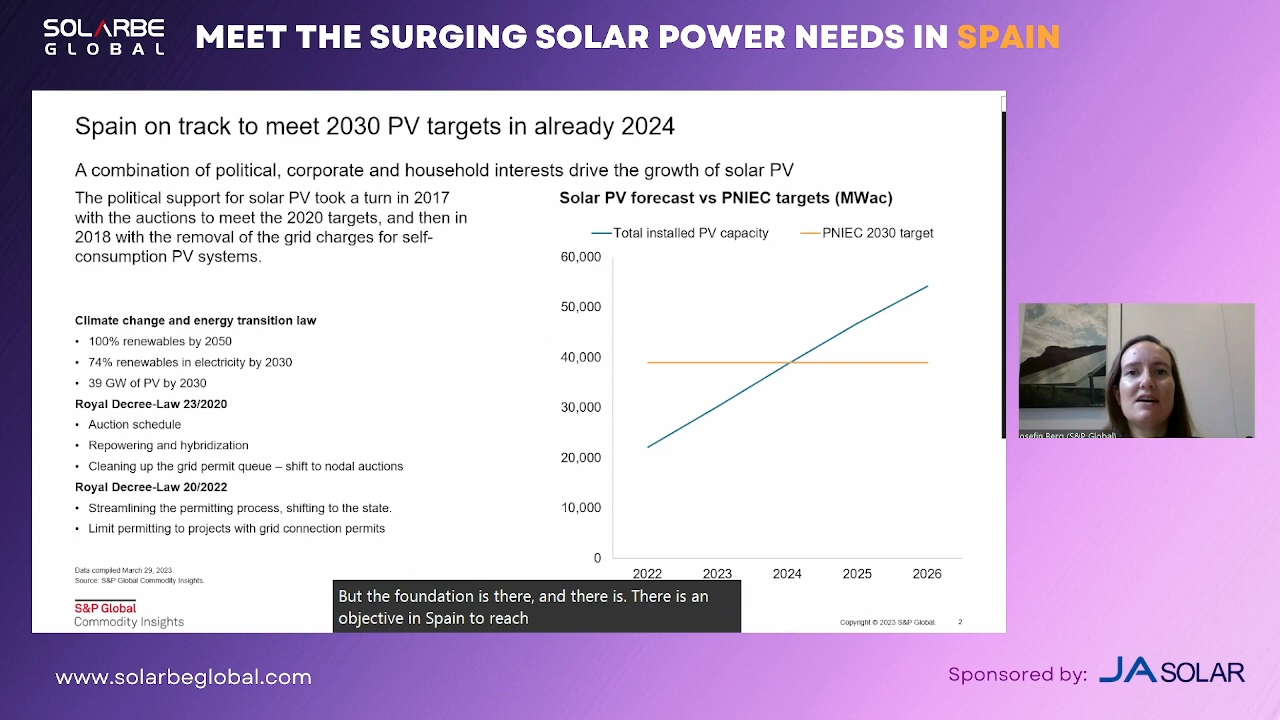 SOLARBE
GLOBAL
MEET THE SURGING SOLAR POWER NEEDS IN SPAIN
Spain on track to meet 2030 PV targets in already 2024
A combination of political, corporate and household interests drive the growth of solar PV
The political support for solar PV took a turn in 2017
with the auctions to meet the 2020 targets, and then in
2018 with the removal of the grid charges for self-
consumption PV systems.
Climate change and energy transition law
• 100% renewables by 2050
• 74% renewables in electricity by 2030
• 39 GW of PV by 2030
Royal Decree-Law 23/2020
• Auction schedule
• Repowering and hybridization
• Cleaning up the grid permit queue – shift to nodal auctions
Royal Decree-Law 20/2022
• Streamlining the permitting process, shifting to the state.
• Limit permitting to projects with grid connection permits
Data compiled March 29, 2023.
Source: S&P Global Commodity Insights.
S&P Global
Commodity Insights
Solar PV forecast vs PNIEC targets (MWac)
Total installed PV capacity
PNIEC 2030 target
60,000
50,000
40,000
30,000
20,000
10,000
0
2022 2023 2024 2025 2026
But the foundation is there, and there is. There is an
objective in Spain to reach
Copyright © 2023 S&P Global.
2
Josefin Berg (S&P Global)
www.solarbeglobal.com
Sponsored by: JA SOLAR